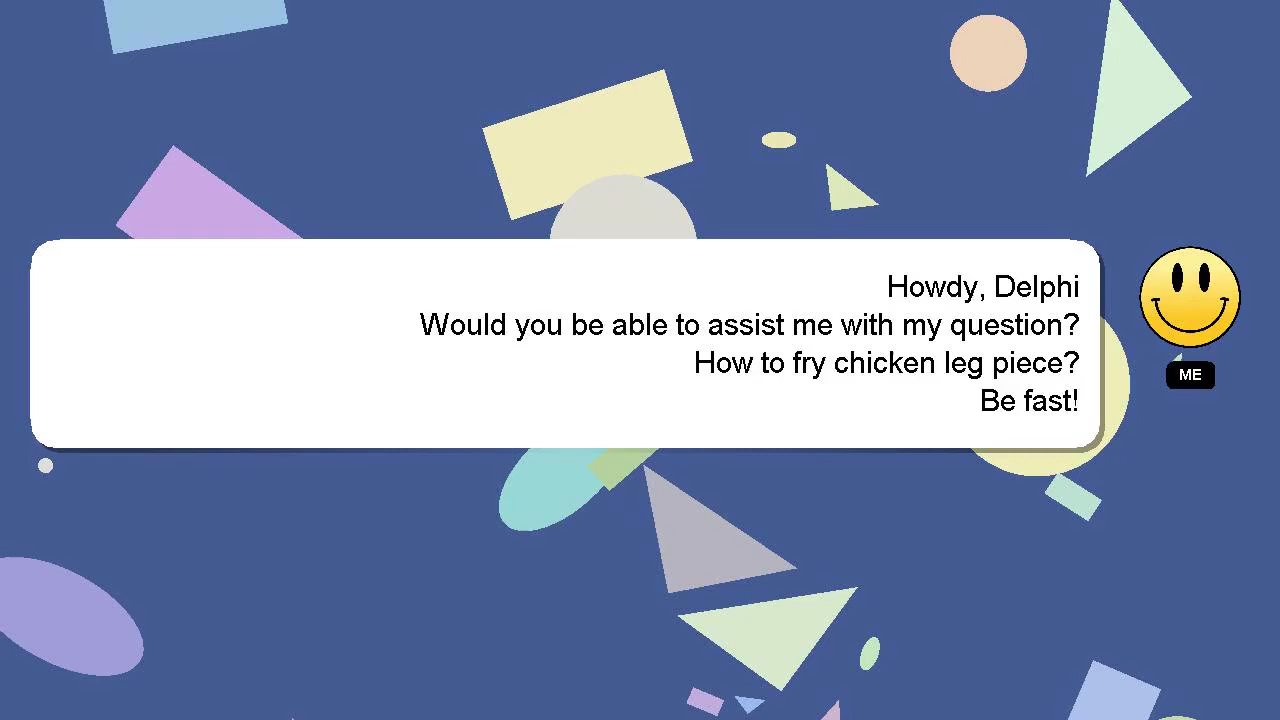 Howdy, Delphi
Would you be able to assist me with my question?
How to fry chicken leg piece?
Be fast!
ME